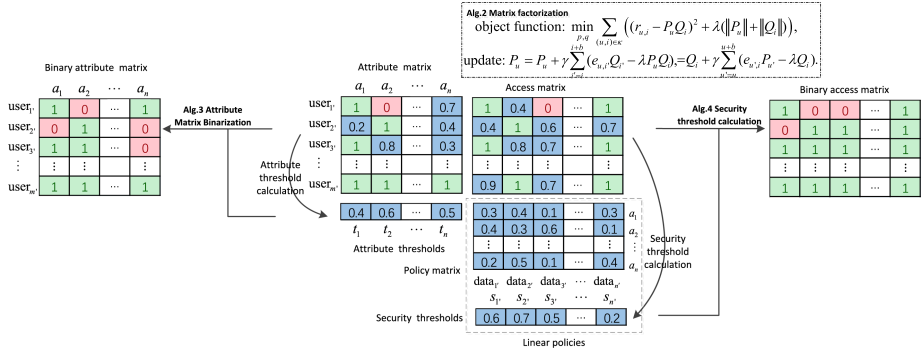 Alg.2 Matrix factorization
object function: min_{p,q} ∑_{(u,i)∈κ} ((r_{u,i} − P_u Q_i)² + λ(‖P_u‖ + ‖Q_i‖)),
update: P_u = P_u + γ ∑_{i'=i}^{i+b} (e_{u,i'} Q_{i'} − λP_u Q_i),=Q_i + γ ∑_{u'=u}^{u+b} (e_{u',i} P_{u'} − λQ_i).
Binary attribute matrix
a1 a2 ⋯ an
user1' 1 0 ⋯ 1
user2' 0 1 ⋯ 0
user3' 1 1 ⋯ 0
⋮ ⋮ ⋮ ⋮
userm' 1 1 ⋯ 1
Alg.3 Attribute
Matrix Binarization
Attribute matrix
a1 a2 ⋯ an
user1' 1 0 ⋯ 0.7
user2' 0.2 1 ⋯ 0.4
user3' 1 0.8 ⋯ 0.3
⋮ ⋮ ⋮ ⋮
userm' 1 1 ⋯ 1
Attribute
threshold
calculation
0.4 0.6 ⋯ 0.5
t1 t2 ⋯ tn
Attribute thresholds
Access matrix
1 0.4 0 ⋯ 1
0.4 1 0.6 ⋯ 0.7
1 0.8 0.7 ⋯ 1
⋮ ⋮ ⋮ ⋯ ⋮
0.9 1 0.7 ⋯ 1
0.3 0.4 0.1 ⋯ 0.3 a1
0.4 0.3 0.6 ⋯ 0.1 a2
⋮ ⋮ ⋮ ⋯ ⋮ ⋮
0.2 0.5 0.1 ⋯ 0.4 an
Policy matrix
data1' data2' data3' ⋯ datan'
s1' s2' s3' ⋯ sn'
Security thresholds 0.6 0.7 0.5 ⋯ 0.2
Linear policies
Security
threshold
calculation
Alg.4 Security
threshold calculation
Binary access matrix
1 0 0 ⋯ 1
0 1 1 ⋯ 1
1 1 1 ⋯ 1
⋮ ⋮ ⋮ ⋯ ⋮
1 1 1 ⋯ 1